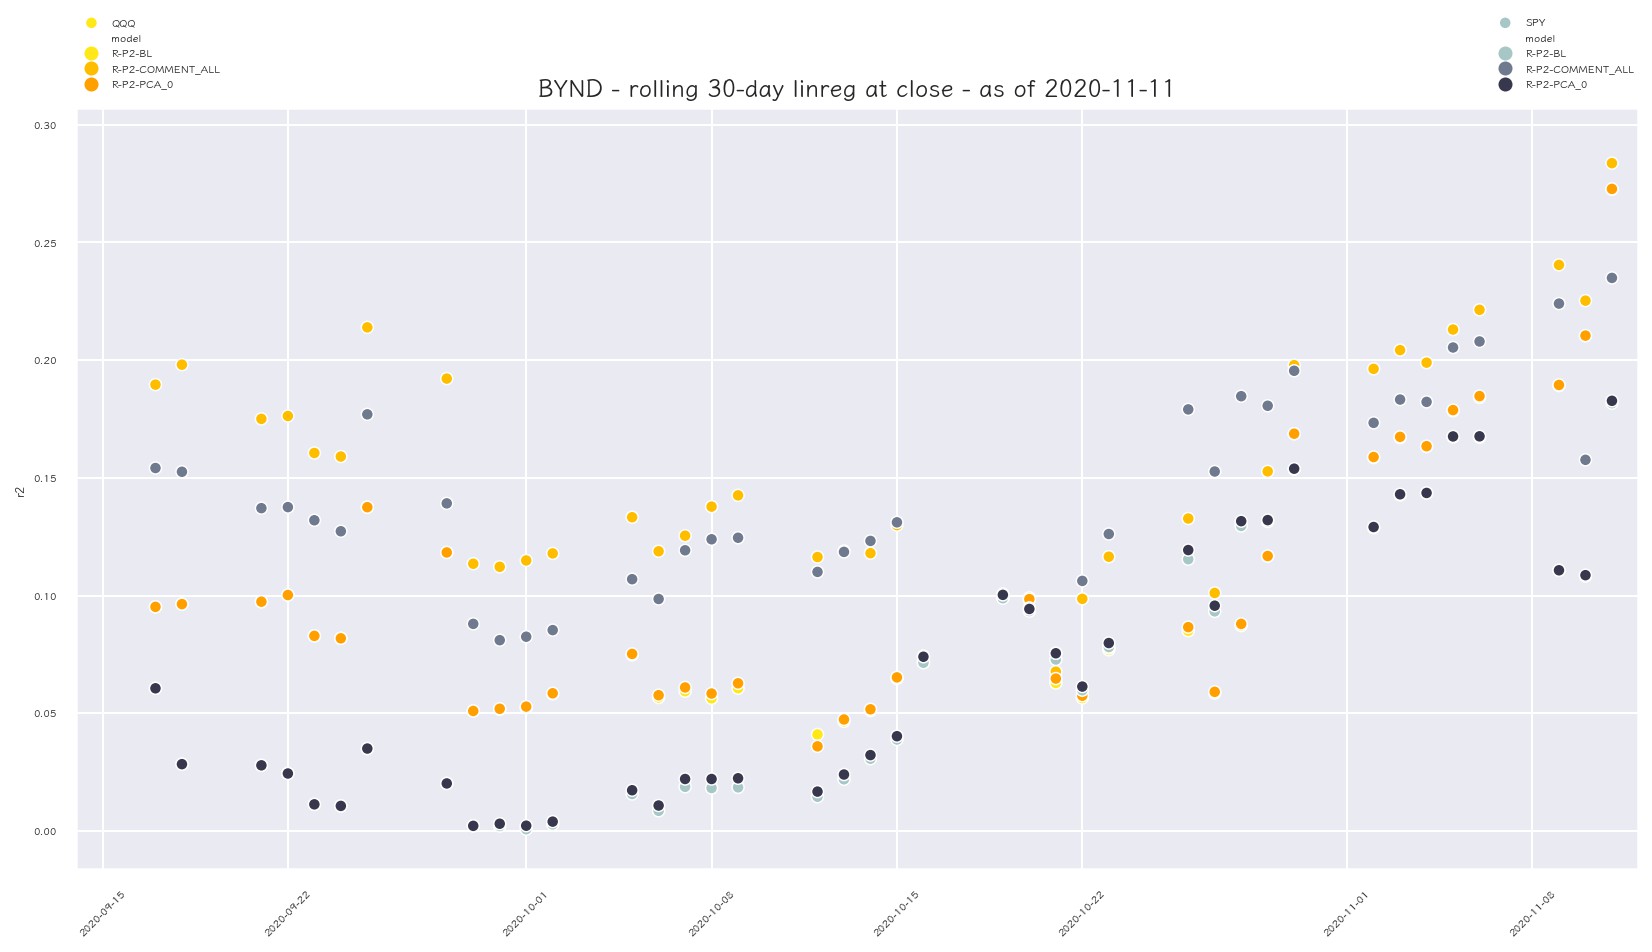 QQQ
model
R-P2-BL
R-P2-COMMENT_ALL
R-P2-PCA_0
SPY
model
R-P2-BL
R-P2-COMMENT_ALL
R-P2-PCA_0
BYND - rolling 30-day linreg at close - as of 2020-11-11
0.30
0.25
0.20
0.15
0.10
0.05
0.00
r2
2020-09-15
2020-09-22
2020-10-01
2020-10-08
2020-10-15
2020-10-22
2020-11-01
2020-11-08